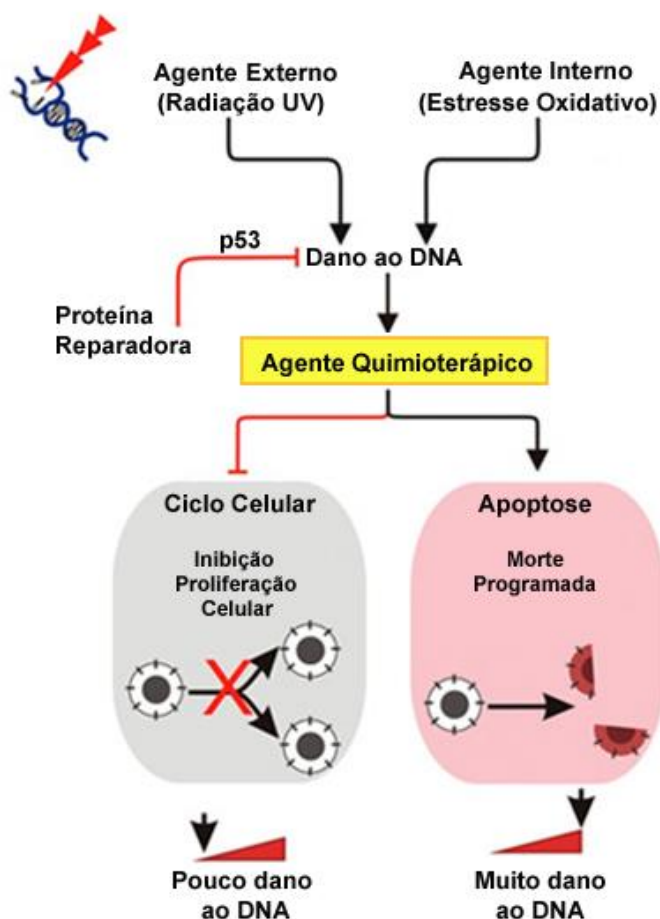 Agente Externo
(Radiação UV)
Agente Interno
(Estresse Oxidativo)
p53
Dano ao DNA
Proteína
Reparadora
Agente Quimioterápico
Ciclo Celular
Inibição
Proliferação
Celular
Apoptose
Morte
Programada
Pouco dano
ao DNA
Muito dano
ao DNA